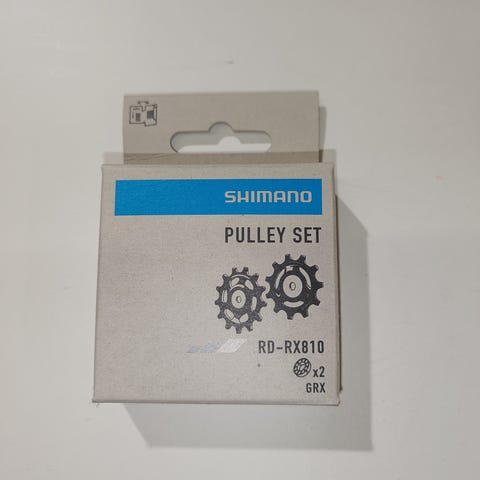 SHIMANO
PULLEY SET
RD-RX810
x2
GRX